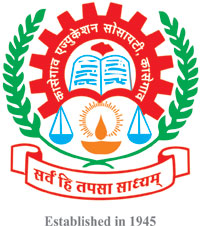 कासेगाव एज्युकेशन सोसायटी, कासेगाव
सर्वं हि तपसा साध्यम्
Established in 1945